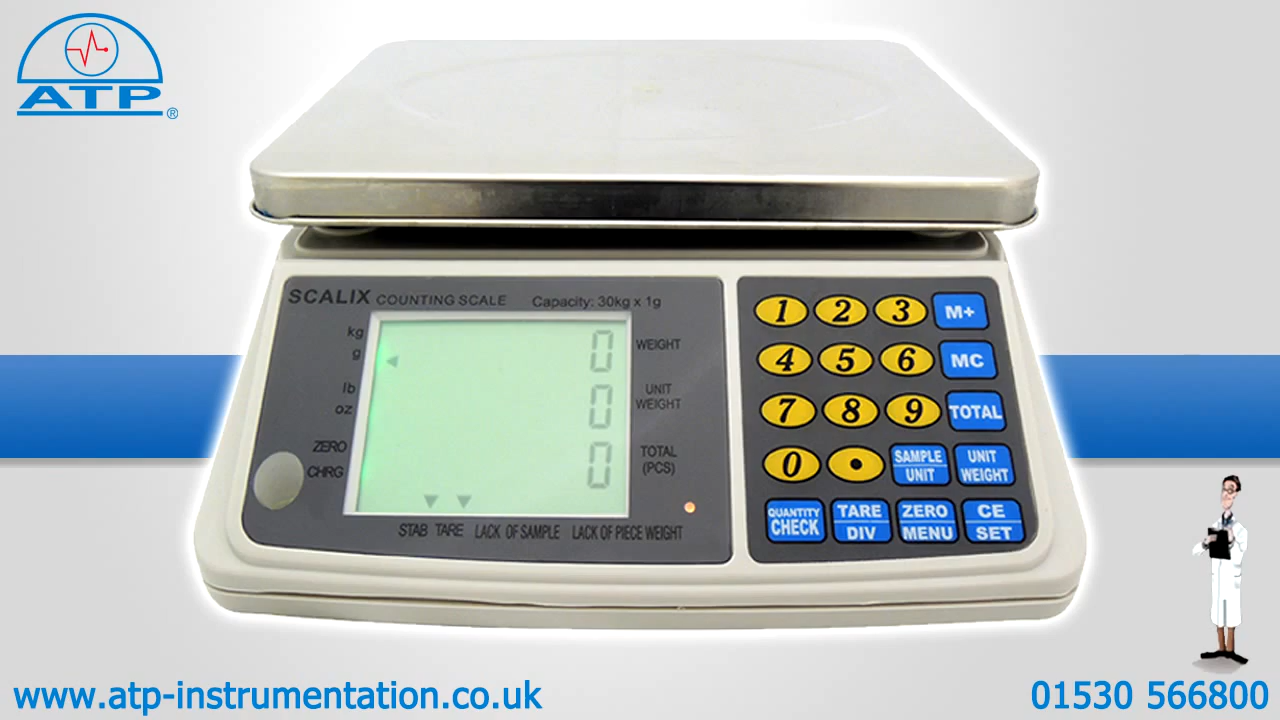 ATP
®
SCALIX COUNTING SCALE Capacity: 30kg x 1g
kg
g
lb
oz
ZERO
CHRG
0
0
0
WEIGHT
UNIT
WEIGHT
TOTAL
(PCS)
STAB TARE LACK OF SAMPLE LACK OF PIECE WEIGHT
1 2 3 M+
4 5 6 MC
7 8 9 TOTAL
0 • SAMPLE UNIT UNIT WEIGHT
QUANTITY CHECK TARE DIV ZERO MENU CE SET
www.atp-instrumentation.co.uk
01530 566800